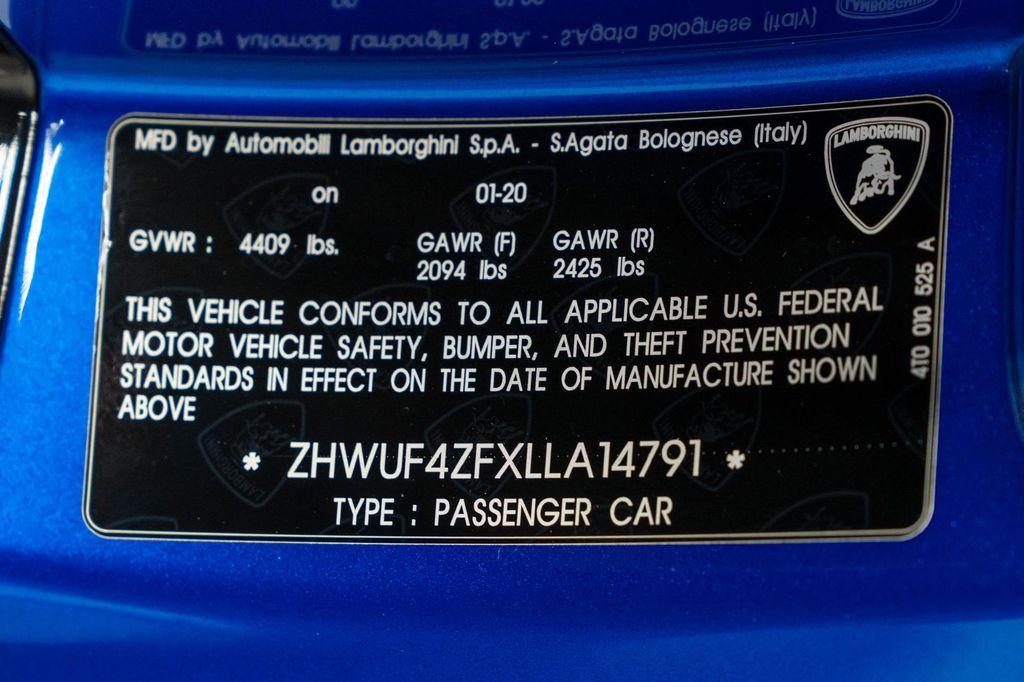 MFD by Automobili Lamborghini S.p.A. - S.Agata Bolognese (Italy)
LAMBORGHINI
on 01-20
GVWR : 4409 lbs. GAWR (F) GAWR (R)
2094 lbs 2425 lbs
THIS VEHICLE CONFORMS TO ALL APPLICABLE U.S. FEDERAL
MOTOR VEHICLE SAFETY, BUMPER, AND THEFT PREVENTION
STANDARDS IN EFFECT ON THE DATE OF MANUFACTURE SHOWN
ABOVE
* ZHWUF4ZFXLLA14791 *
TYPE : PASSENGER CAR
4T0 010 525 A